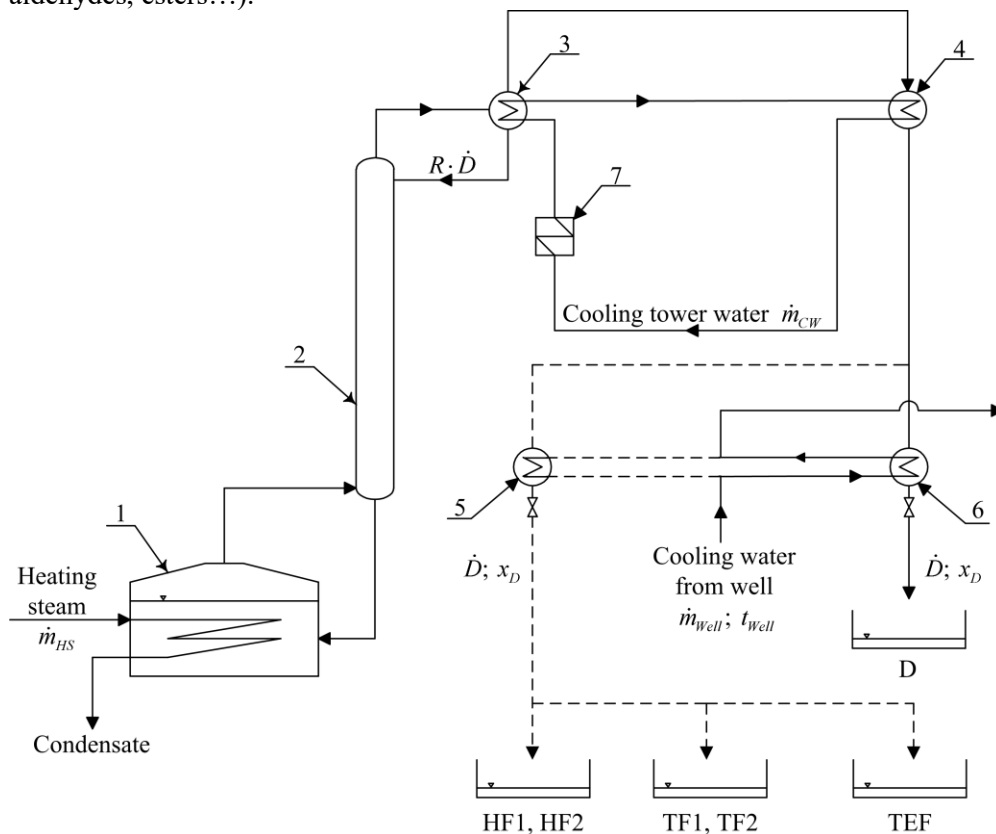 aldehydes, esters…).
3
4
R · Ḋ
7
Cooling tower water ṁ_CW
2
1
5
6
Heating
steam
ṁ_HS
Cooling water
from well
ṁ_Well; t_Well
Ḋ; x_D
Ḋ; x_D
D
Condensate
HF1, HF2
TF1, TF2
TEF